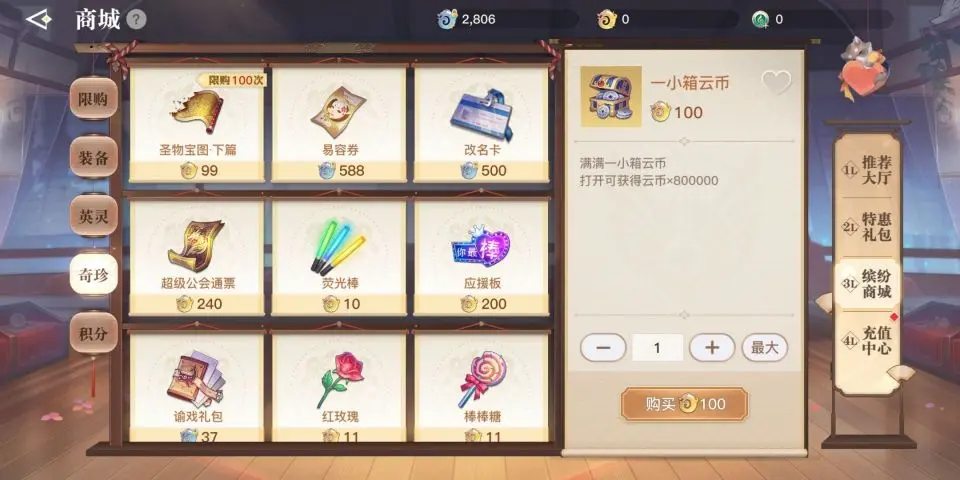 商城 ?
2,806
0
0
限购
装备
英灵
奇珍
积分
限购100次
圣物宝图·下篇
99
易容券
588
改名卡
500
超级公会通票
240
荧光棒
10
你最棒
应援板
200
谕戏礼包
37
红玫瑰
11
棒棒糖
11
一小箱云币
100
满满一小箱云币
打开可获得云币×800000
1
最大
购买 100
1L 推荐
大厅
2L 特惠
礼包
3L 缤纷
商城
4L 充值
中心